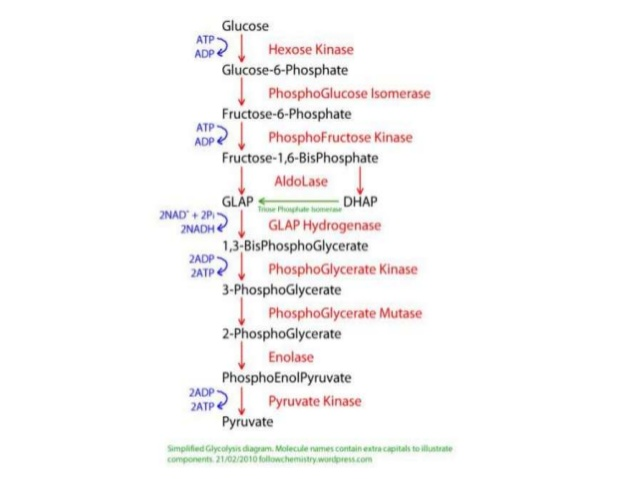 Glucose
ATP
ADP
Hexose Kinase
Glucose-6-Phosphate
PhosphoGlucose Isomerase
Fructose-6-Phosphate
ATP
ADP
PhosphoFructose Kinase
Fructose-1,6-BisPhosphate
AldoLase
GLAP
DHAP
Triose Phosphate Isomerase
2NAD⁺ + 2Pi
2NADH
GLAP Hydrogenase
1,3-BisPhosphoGlycerate
2ADP
2ATP
PhosphoGlycerate Kinase
3-PhosphoGlycerate
PhosphoGlycerate Mutase
2-PhosphoGlycerate
Enolase
PhosphoEnolPyruvate
2ADP
2ATP
Pyruvate Kinase
Pyruvate
Simplified Glycolysis diagram. Molecule names contain extra capitals to illustrate
components. 21/02/2010 followchemistry.wordpress.com